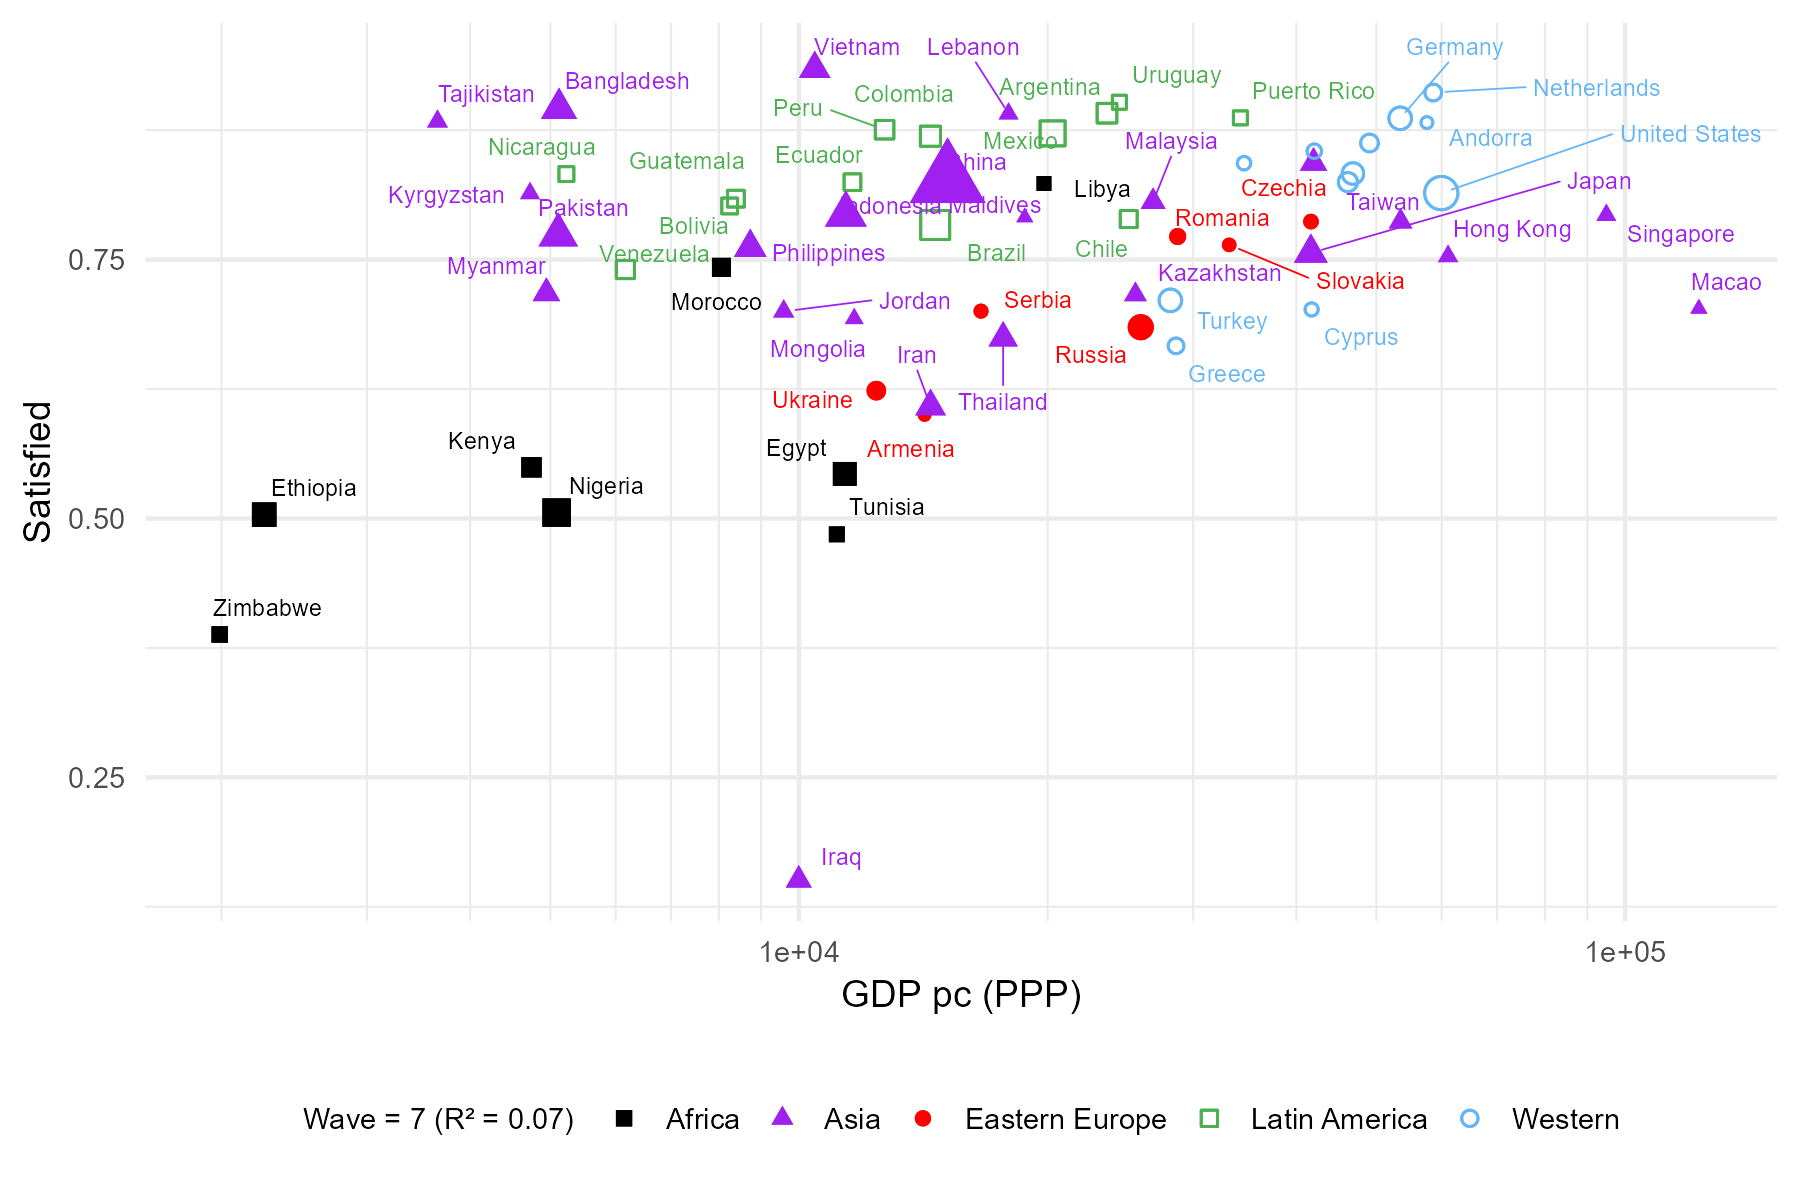 Vietnam
Lebanon
Germany
Tajikistan
Bangladesh
Uruguay
Argentina
Puerto Rico
Netherlands
Peru
Colombia
Andorra
United States
Nicaragua
Guatemala
Ecuador
Mexico
Malaysia
China
Kyrgyzstan
Pakistan
Indonesia
Maldives
Libya
Czechia
Taiwan
Japan
Bolivia
Romania
Hong Kong
Singapore
Venezuela
Philippines
Brazil
Chile
0.75
Myanmar
Kazakhstan
Slovakia
Macao
Morocco
Jordan
Serbia
Turkey
Cyprus
Mongolia
Iran
Russia
Greece
Ukraine
Thailand
Kenya
Egypt
Armenia
Ethiopia
Nigeria
Tunisia
0.50
Zimbabwe
0.25
Iraq
Satisfied
1e+04
1e+05
GDP pc (PPP)
Wave = 7 (R² = 0.07) Africa Asia Eastern Europe Latin America Western